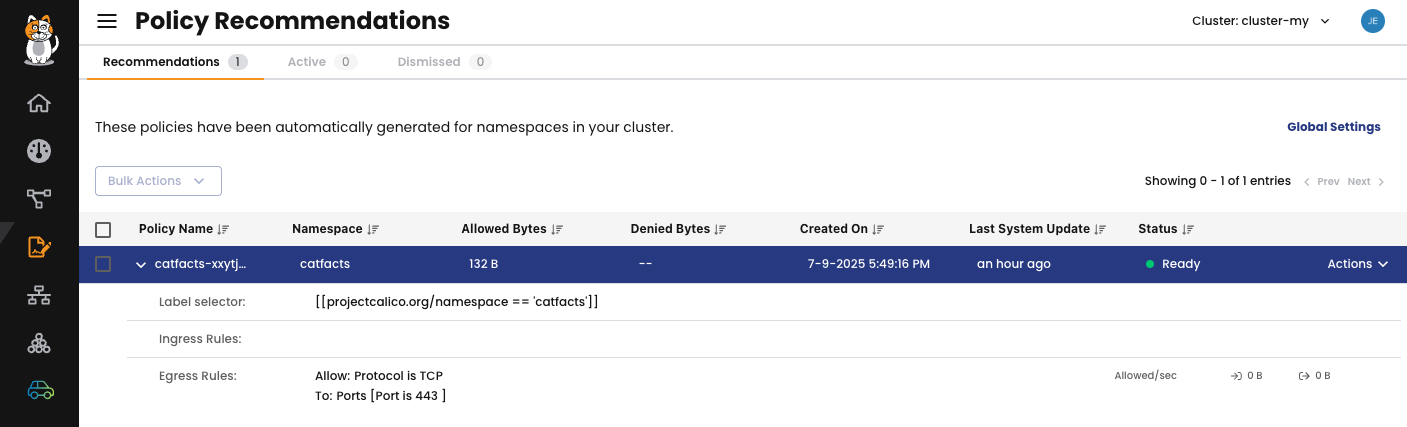 Policy Recommendations
Cluster: cluster-my
JE
Recommendations 1 Active 0 Dismissed 0
These policies have been automatically generated for namespaces in your cluster.
Global Settings
Bulk Actions
Showing 0 - 1 of 1 entries Prev Next
Policy Name Namespace Allowed Bytes Denied Bytes Created On Last System Update Status
catfacts-xxytj... catfacts 132 B -- 7-9-2025 5:49:16 PM an hour ago Ready Actions
Label selector: [[projectcalico.org/namespace == 'catfacts']]
Ingress Rules:
Egress Rules: Allow: Protocol is TCP Allowed/sec 0 B 0 B
To: Ports [Port is 443 ]